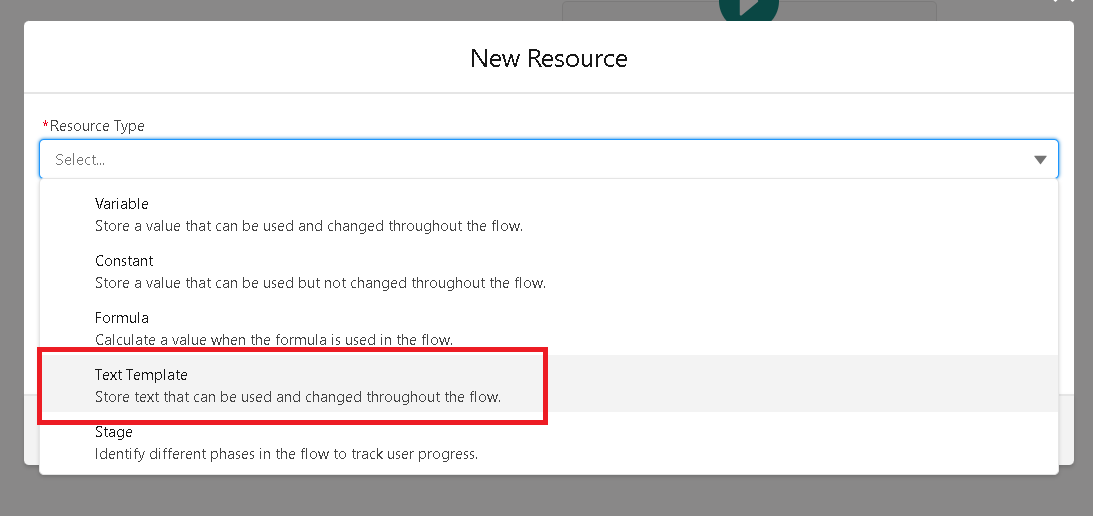 New Resource
*Resource Type
Select...
Variable
Store a value that can be used and changed throughout the flow.
Constant
Store a value that can be used but not changed throughout the flow.
Formula
Calculate a value when the formula is used in the flow.
Text Template
Store text that can be used and changed throughout the flow.
Stage
Identify different phases in the flow to track user progress.